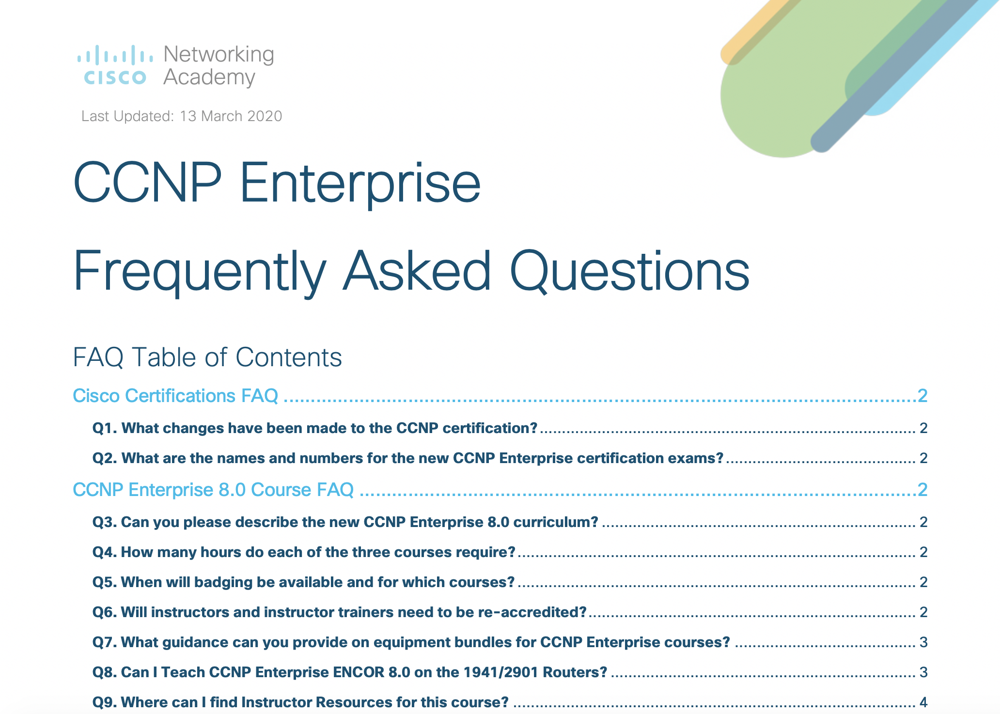 Networking
cisco Academy
Last Updated: 13 March 2020
CCNP Enterprise
Frequently Asked Questions
FAQ Table of Contents
Cisco Certifications FAQ ........................................................................................................2
Q1. What changes have been made to the CCNP certification?...................................................................................... 2
Q2. What are the names and numbers for the new CCNP Enterprise certification exams?........................................... 2
CCNP Enterprise 8.0 Course FAQ ...........................................................................................2
Q3. Can you please describe the new CCNP Enterprise 8.0 curriculum? ........................................................................ 2
Q4. How many hours do each of the three courses require?........................................................................................... 2
Q5. When will badging be available and for which courses? ........................................................................................... 2
Q6. Will instructors and instructor trainers need to be re-accredited?........................................................................... 2
Q7. What guidance can you provide on equipment bundles for CCNP Enterprise courses? ......................................... 3
Q8. Can I Teach CCNP Enterprise ENCOR 8.0 on the 1941/2901 Routers? ...................................................................... 3
Q9. Where can I find Instructor Resources for this course? ............................................................................................ 4